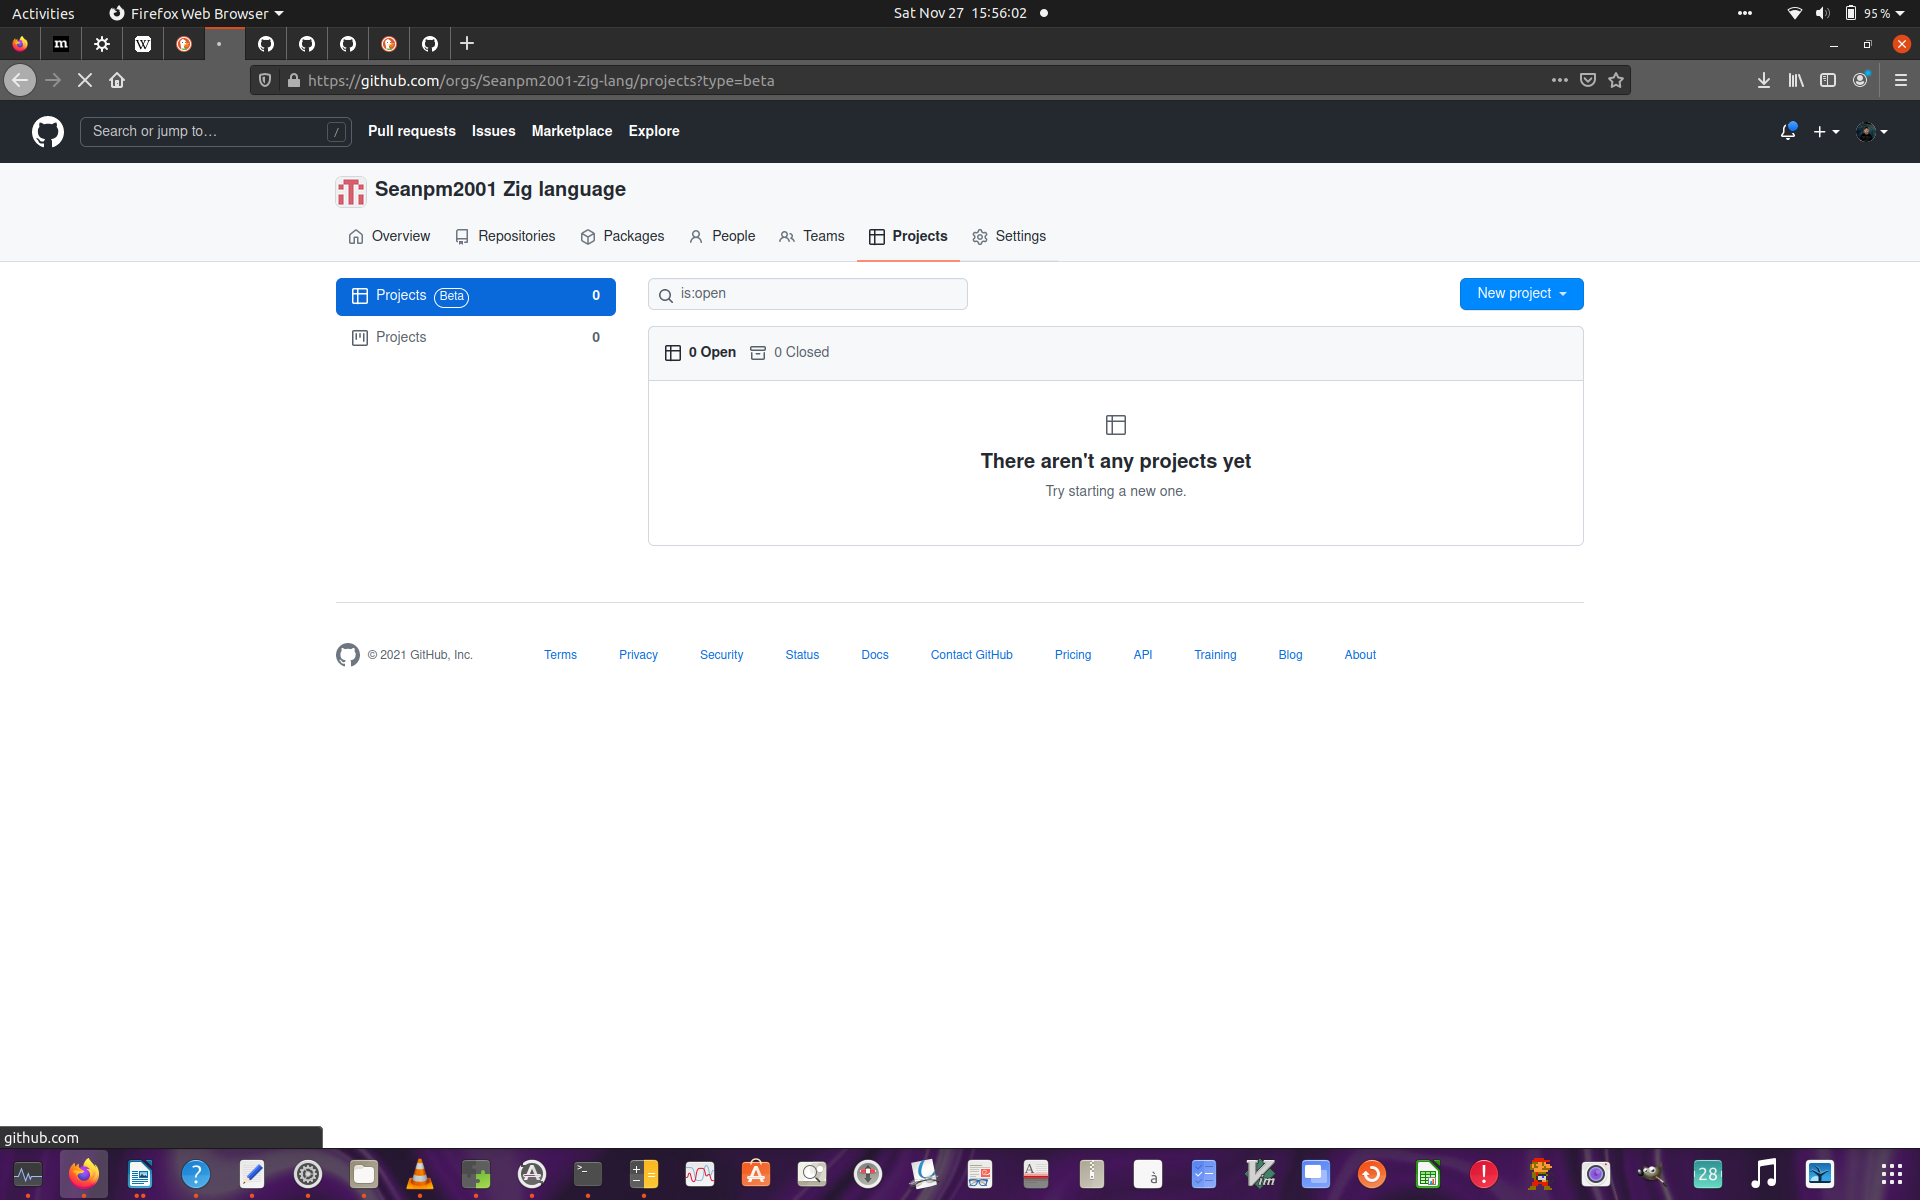 Activities Firefox Web Browser Sat Nov 27 15:56:02 95 %
m W
https://github.com/orgs/Seanpm2001-Zig-lang/projects?type=beta
Search or jump to… / Pull requests Issues Marketplace Explore
Seanpm2001 Zig language
Overview Repositories Packages People Teams Projects Settings
Projects Beta 0 is:open New project
Projects 0
0 Open 0 Closed
There aren't any projects yet
Try starting a new one.
© 2021 GitHub, Inc. Terms Privacy Security Status Docs Contact GitHub Pricing API Training Blog About
github.com
28